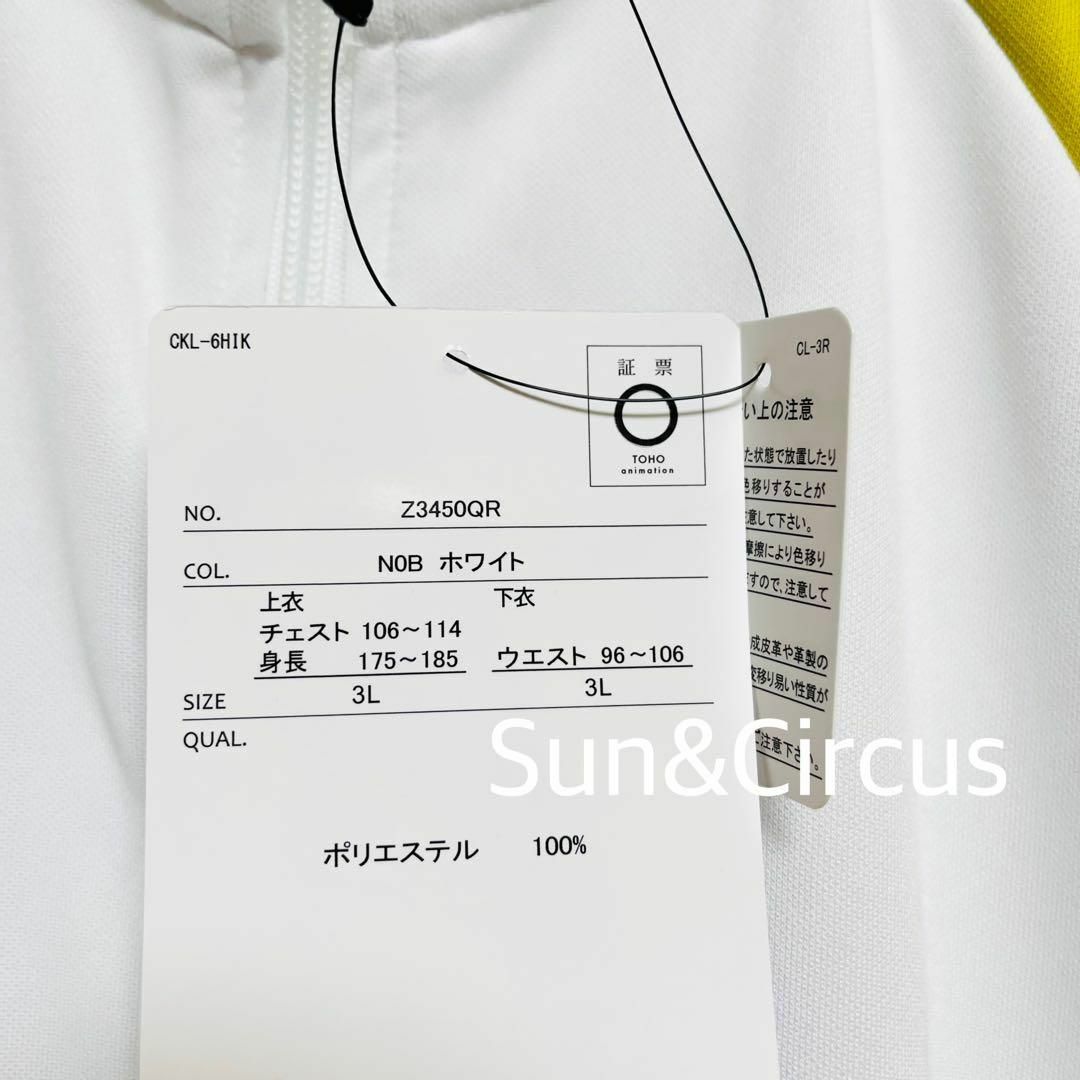 CKL-6HIK
証 票
TOHO
animation
NO. Z3450QR
COL. N0B ホワイト
上衣 下衣
チェスト 106～114
身長 175～185 ウエスト 96～106
SIZE 3L 3L
QUAL.
ポリエステル 100%
CL-3R
い上の注意
た状態で放置したり
色移りすることが
意して下さい。
摩擦により色移り
すので、注意して
成皮革や革製の
移り易い性質が
ご注意下さい。
Sun&Circus